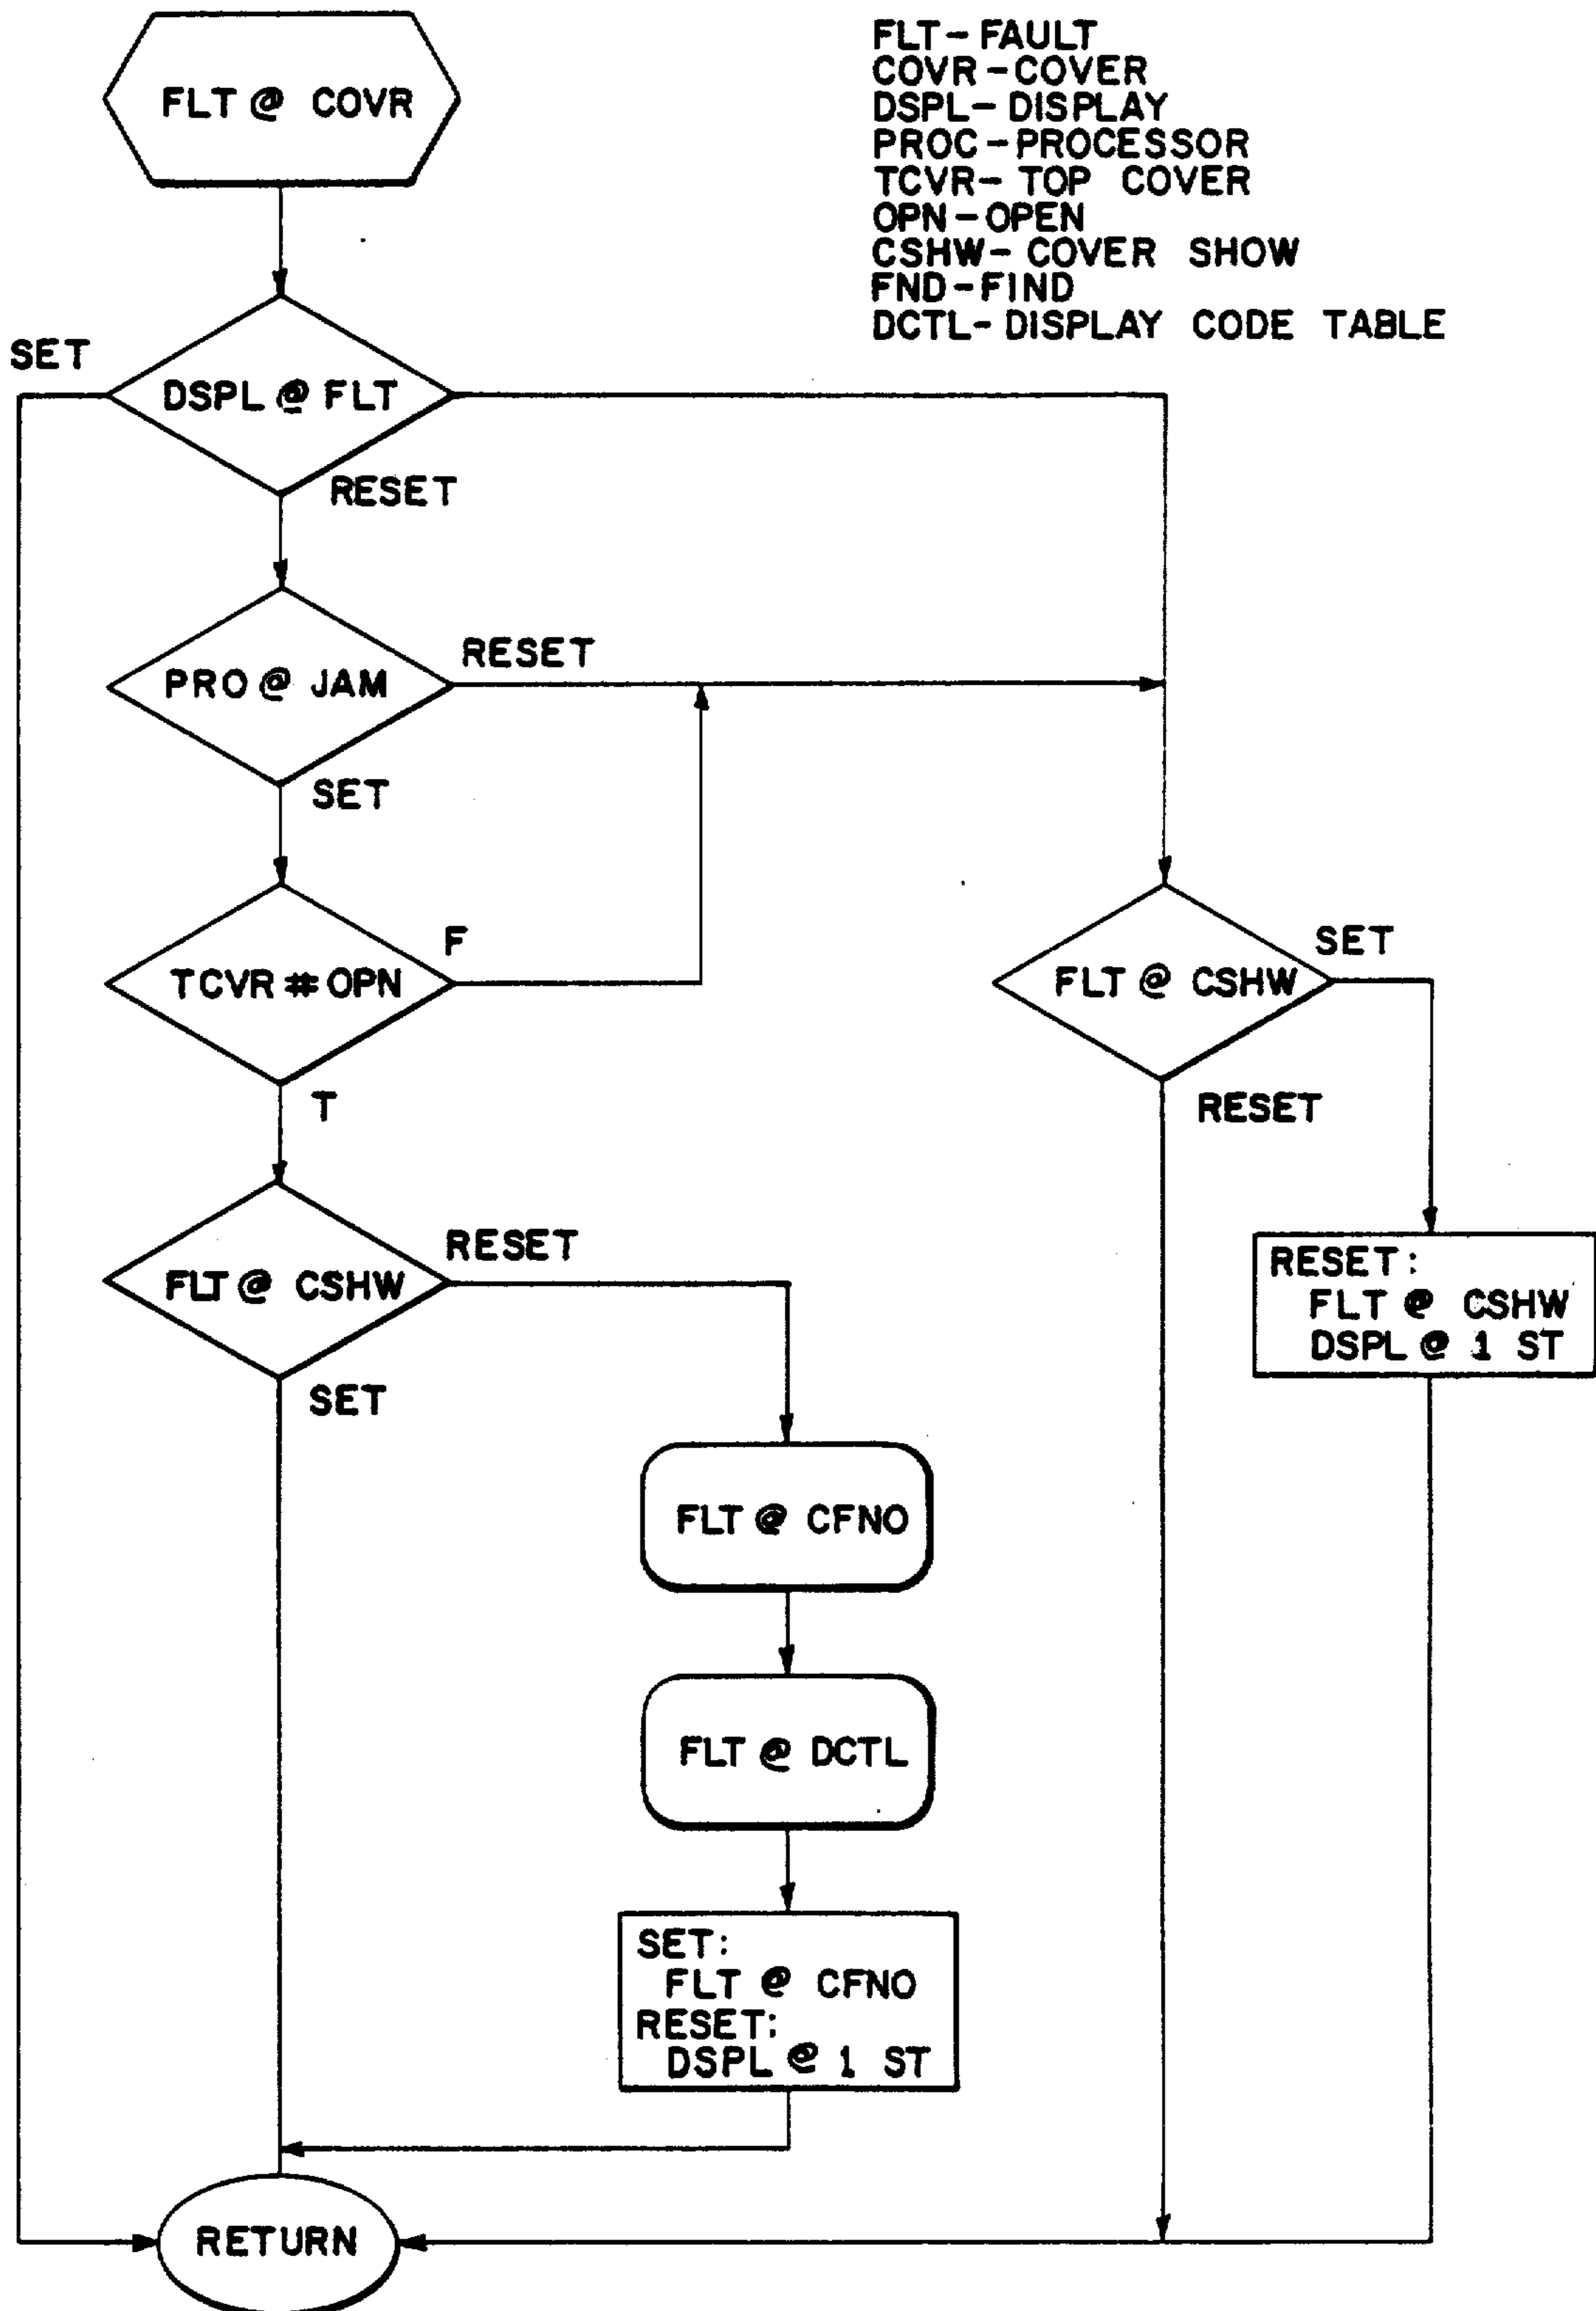 FLT @ COVR
FLT-FAULT
COVR-COVER
DSPL-DISPLAY
PROC-PROCESSOR
TCVR-TOP COVER
OPN-OPEN
CSHW-COVER SHOW
FND-FIND
DCTL-DISPLAY CODE TABLE
SET
DSPL @ FLT
RESET
PRO @ JAM
RESET
SET
TCVR # OPN
F
T
FLT @ CSHW
SET
RESET
FLT @ CSHW
RESET
SET
RESET:
FLT @ CSHW
DSPL @ 1 ST
FLT @ CFNO
FLT @ DCTL
SET:
FLT @ CFNO
RESET:
DSPL @ 1 ST
RETURN